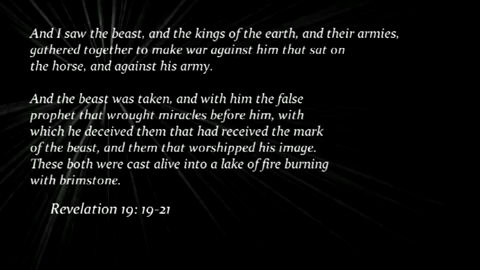 And I saw the beast, and the kings of the earth, and their armies,
gathered together to make war against him that sat on
the horse, and against his army.
And the beast was taken, and with him the false
prophet that wrought miracles before him, with
which he deceived them that had received the mark
of the beast, and them that worshipped his image.
These both were cast alive into a lake of fire burning
with brimstone.
Revelation 19: 19-21